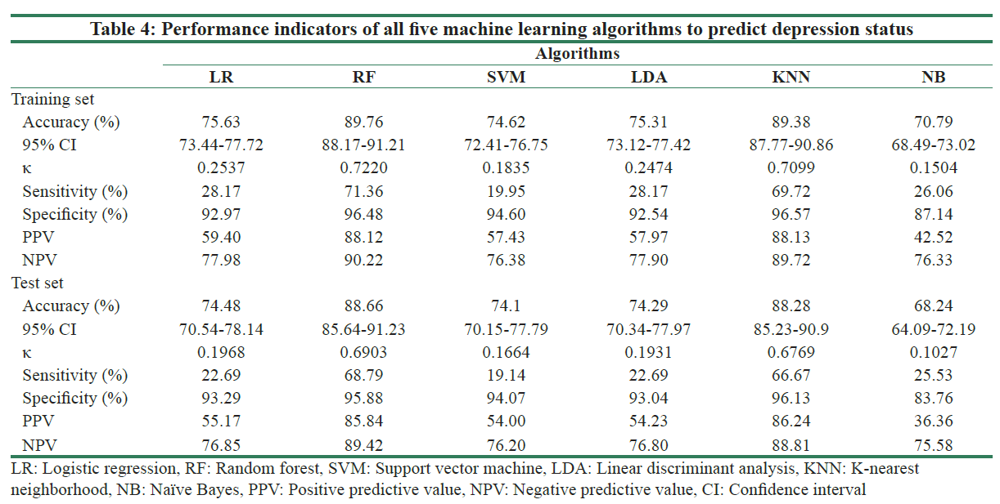 Table 4: Performance indicators of all five machine learning algorithms to predict depression status
Algorithms
LR RF SVM LDA KNN NB
Training set
Accuracy (%) 75.63 89.76 74.62 75.31 89.38 70.79
95% CI 73.44-77.72 88.17-91.21 72.41-76.75 73.12-77.42 87.77-90.86 68.49-73.02
κ 0.2537 0.7220 0.1835 0.2474 0.7099 0.1504
Sensitivity (%) 28.17 71.36 19.95 28.17 69.72 26.06
Specificity (%) 92.97 96.48 94.60 92.54 96.57 87.14
PPV 59.40 88.12 57.43 57.97 88.13 42.52
NPV 77.98 90.22 76.38 77.90 89.72 76.33
Test set
Accuracy (%) 74.48 88.66 74.1 74.29 88.28 68.24
95% CI 70.54-78.14 85.64-91.23 70.15-77.79 70.34-77.97 85.23-90.9 64.09-72.19
κ 0.1968 0.6903 0.1664 0.1931 0.6769 0.1027
Sensitivity (%) 22.69 68.79 19.14 22.69 66.67 25.53
Specificity (%) 93.29 95.88 94.07 93.04 96.13 83.76
PPV 55.17 85.84 54.00 54.23 86.24 36.36
NPV 76.85 89.42 76.20 76.80 88.81 75.58
LR: Logistic regression, RF: Random forest, SVM: Support vector machine, LDA: Linear discriminant analysis, KNN: K-nearest
neighborhood, NB: Naïve Bayes, PPV: Positive predictive value, NPV: Negative predictive value, CI: Confidence interval